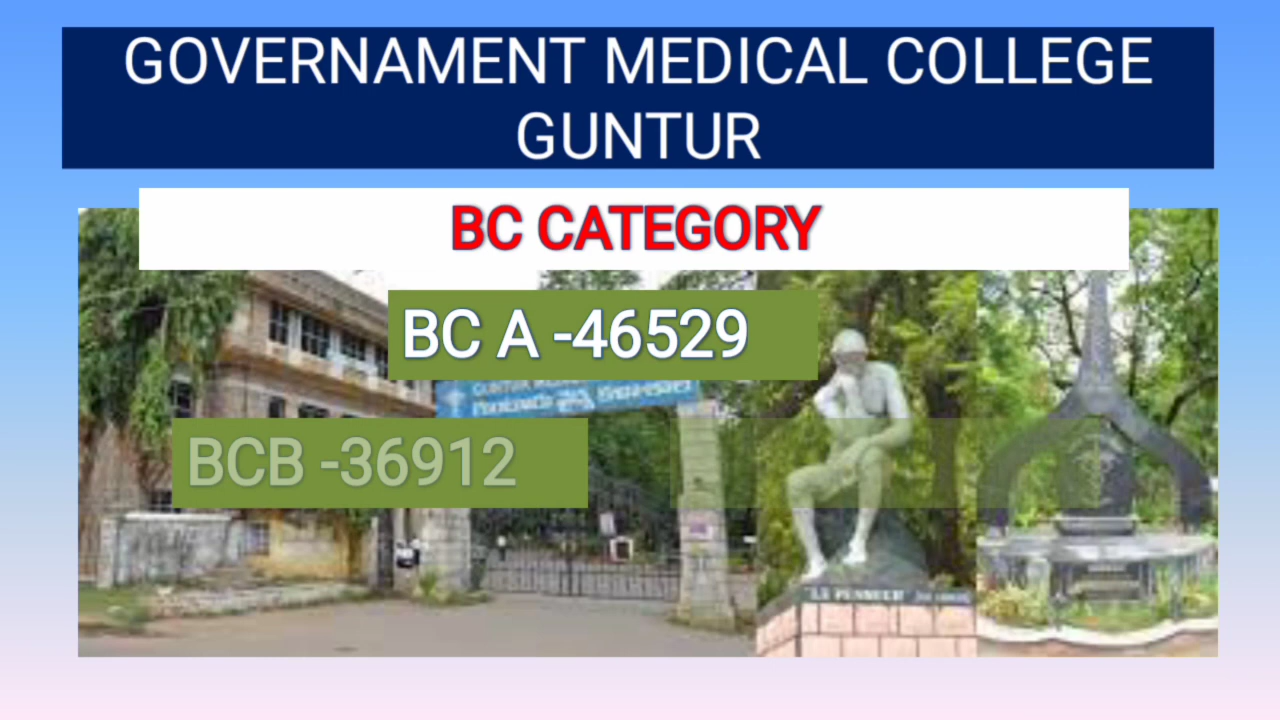 GOVERNAMENT MEDICAL COLLEGE
GUNTUR
BC CATEGORY
BC A -46529
BCB -36912